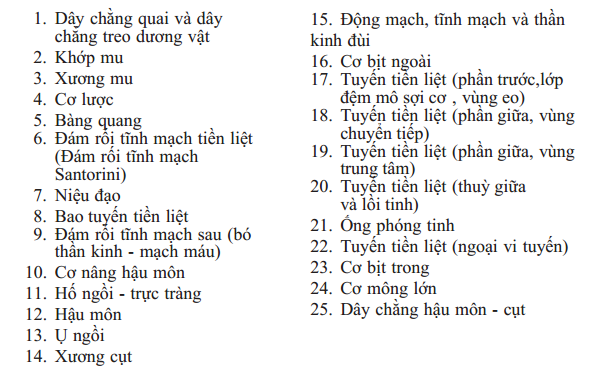 1. Dây chằng quai và dây
chằng treo dương vật
2. Khớp mu
3. Xương mu
4. Cơ lược
5. Bàng quang
6. Đám rối tĩnh mạch tiền liệt
(Đám rối tĩnh mạch
Santorini)
7. Niệu đạo
8. Bao tuyến tiền liệt
9. Đám rối tĩnh mạch sau (bó
thần kinh - mạch máu)
10. Cơ nâng hậu môn
11. Hố ngồi - trực tràng
12. Hậu môn
13. Ụ ngồi
14. Xương cụt
15. Động mạch, tĩnh mạch và thần
kinh đùi
16. Cơ bịt ngoài
17. Tuyến tiền liệt (phần trước,lớp
đệm mô sợi cơ , vùng eo)
18. Tuyến tiền liệt (phần giữa, vùng
chuyển tiếp)
19. Tuyến tiền liệt (phần giữa, vùng
trung tâm)
20. Tuyến tiền liệt (thuỳ giữa
và lồi tinh)
21. Ống phóng tinh
22. Tuyến tiền liệt (ngoại vi tuyến)
23. Cơ bịt trong
24. Cơ mông lớn
25. Dây chằng hậu môn - cụt